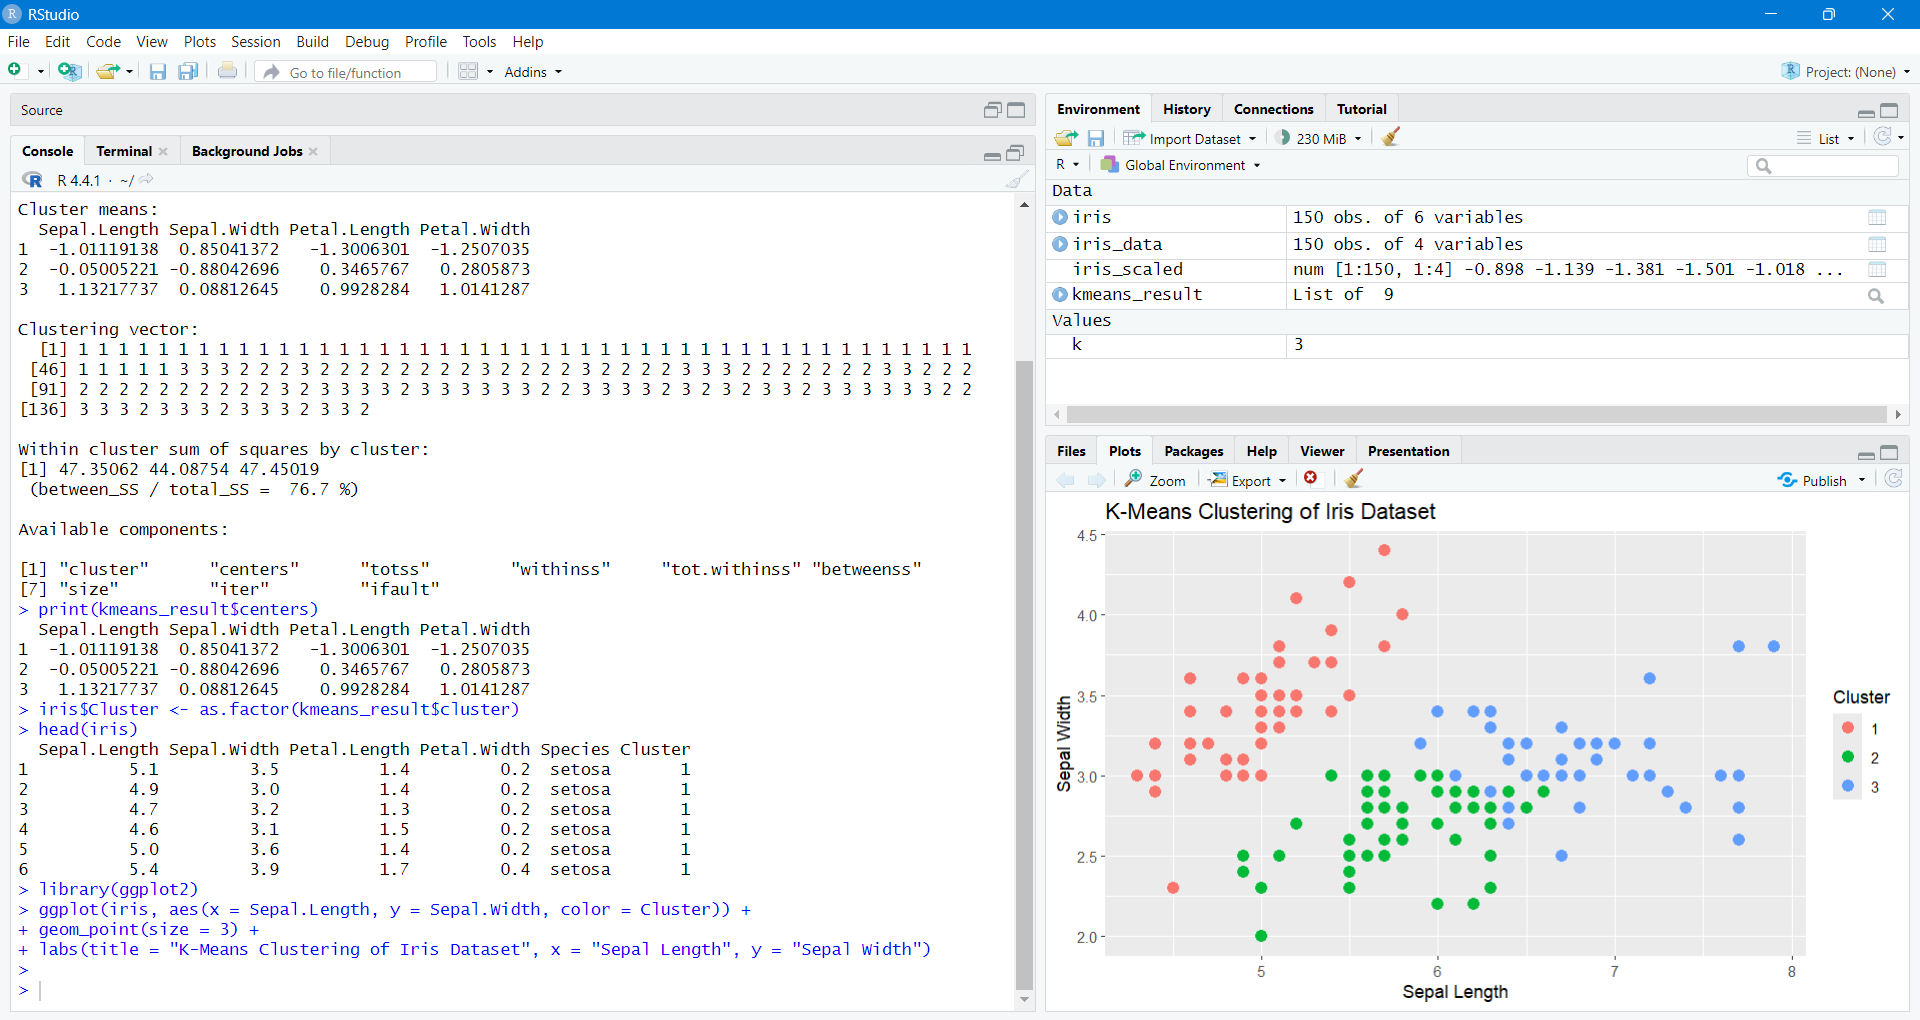 RStudio
File Edit Code View Plots Session Build Debug Profile Tools Help
Go to file/function Addins Project: (None)
Source
Console Terminal Background Jobs
R 4.4.1 · ~/
Cluster means:
  Sepal.Length Sepal.Width Petal.Length Petal.Width
1  -1.01119138  0.85041372   -1.3006301  -1.2507035
2  -0.05005221 -0.88042696    0.3465767   0.2805873
3   1.13217737  0.08812645    0.9928284   1.0141287
Clustering vector:
  [1] 1 1 1 1 1 1 1 1 1 1 1 1 1 1 1 1 1 1 1 1 1 1 1 1 1 1 1 1 1 1 1 1 1 1 1 1 1 1 1 1 1 1 1 1 1
 [46] 1 1 1 1 1 3 3 3 2 2 2 3 2 2 2 2 2 2 2 2 3 2 2 2 2 3 2 2 2 2 3 3 3 2 2 2 2 2 2 2 3 3 2 2 2
 [91] 2 2 2 2 2 2 2 2 2 2 3 2 3 3 3 3 2 3 3 3 3 3 3 2 2 3 3 3 3 2 3 2 3 2 3 3 2 3 3 3 3 3 3 2 2
[136] 3 3 3 2 3 3 3 2 3 3 3 2 3 3 2
Within cluster sum of squares by cluster:
[1] 47.35062 44.08754 47.45019
 (between_SS / total_SS =  76.7 %)
Available components:
[1] "cluster"      "centers"      "totss"        "withinss"     "tot.withinss" "betweenss"
[7] "size"         "iter"         "ifault"
> print(kmeans_result$centers)
  Sepal.Length Sepal.Width Petal.Length Petal.Width
1  -1.01119138  0.85041372   -1.3006301  -1.2507035
2  -0.05005221 -0.88042696    0.3465767   0.2805873
3   1.13217737  0.08812645    0.9928284   1.0141287
> iris$Cluster <- as.factor(kmeans_result$cluster)
> head(iris)
  Sepal.Length Sepal.Width Petal.Length Petal.Width Species Cluster
1          5.1         3.5          1.4         0.2  setosa       1
2          4.9         3.0          1.4         0.2  setosa       1
3          4.7         3.2          1.3         0.2  setosa       1
4          4.6         3.1          1.5         0.2  setosa       1
5          5.0         3.6          1.4         0.2  setosa       1
6          5.4         3.9          1.7         0.4  setosa       1
> library(ggplot2)
> ggplot(iris, aes(x = Sepal.Length, y = Sepal.Width, color = Cluster)) +
+ geom_point(size = 3) +
+ labs(title = "K-Means Clustering of Iris Dataset", x = "Sepal Length", y = "Sepal Width")
>
>
Environment History Connections Tutorial
Import Dataset 230 MiB List
R Global Environment
Data
iris 150 obs. of 6 variables
iris_data 150 obs. of 4 variables
iris_scaled num [1:150, 1:4] -0.898 -1.139 -1.381 -1.501 -1.018 ...
kmeans_result List of  9
Values
k 3
Files Plots Packages Help Viewer Presentation
Zoom Export Publish
K-Means Clustering of Iris Dataset
4.5
4.0
3.5
3.0
2.5
2.0
Sepal Width
5 6 7 8
Sepal Length
Cluster
1
2
3